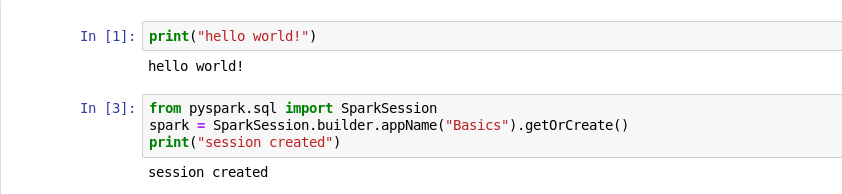 In [1]: print("hello world!")
hello world!
In [3]: from pyspark.sql import SparkSession
spark = SparkSession.builder.appName("Basics").getOrCreate()
print("session created")
session created